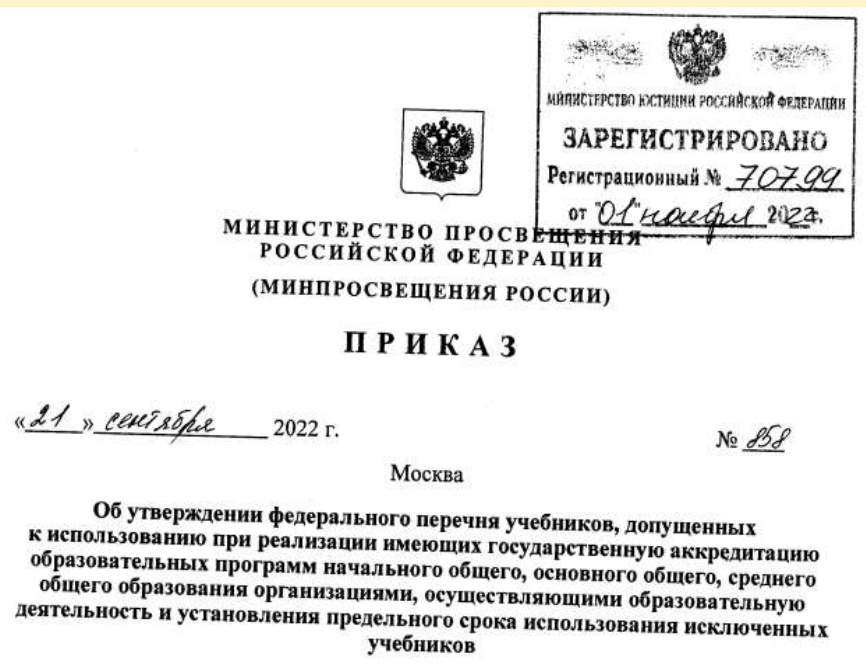 МИНИСТЕРСТВО ЮСТИЦИИ РОССИЙСКОЙ ФЕДЕРАЦИИ
ЗАРЕГИСТРИРОВАНО
Регистрационный № 70799
от "01" ноября 2022г.
МИНИСТЕРСТВО ПРОСВЕЩЕНИЯ
РОССИЙСКОЙ ФЕДЕРАЦИИ
(МИНПРОСВЕЩЕНИЯ РОССИИ)
ПРИКАЗ
«21» сентября 2022 г.
№ 858
Москва
Об утверждении федерального перечня учебников, допущенных
к использованию при реализации имеющих государственную аккредитацию
образовательных программ начального общего, основного общего, среднего
общего образования организациями, осуществляющими образовательную
деятельность и установления предельного срока использования исключенных
учебников